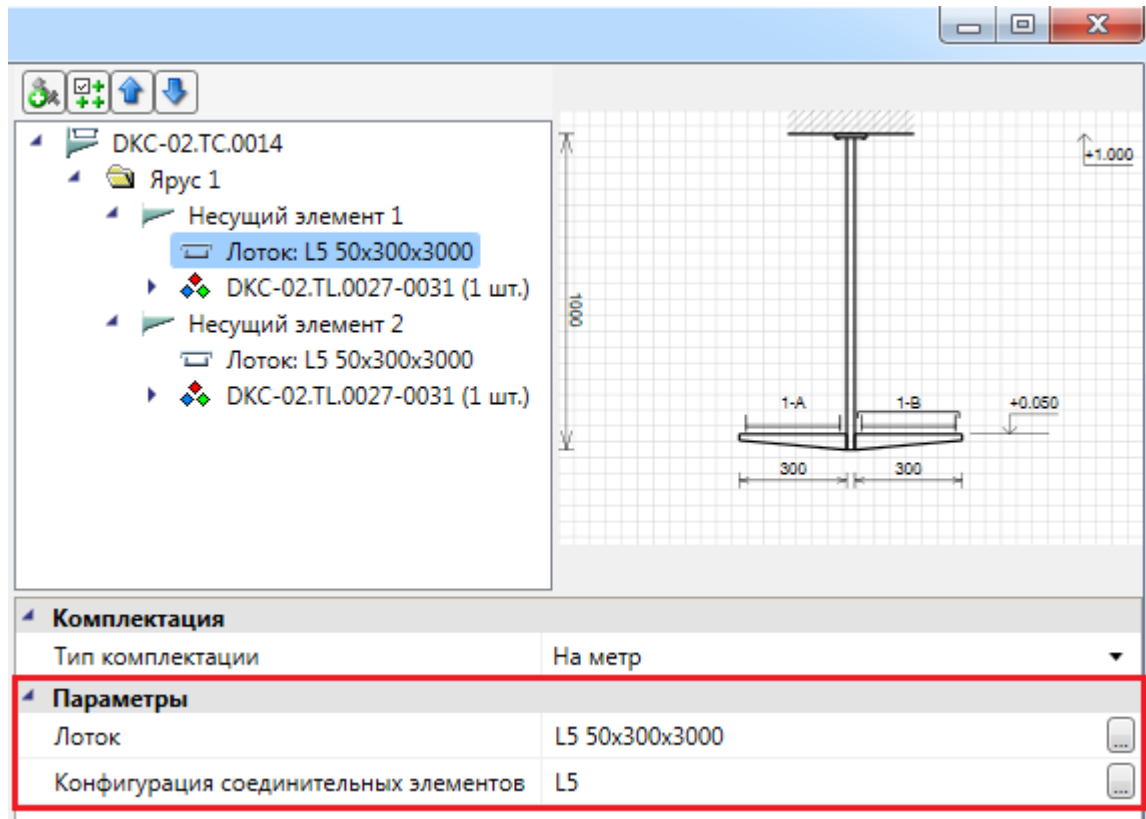 DKC-02.TC.0014
Ярус 1
Несущий элемент 1
Лоток: L5 50x300x3000
DKC-02.TL.0027-0031 (1 шт.)
Несущий элемент 2
Лоток: L5 50x300x3000
DKC-02.TL.0027-0031 (1 шт.)
+1.000
1000
1-A 1-B +0.050
300 300
Комплектация
Тип комплектации На метр
Параметры
Лоток L5 50x300x3000 ...
Конфигурация соединительных элементов L5 ...